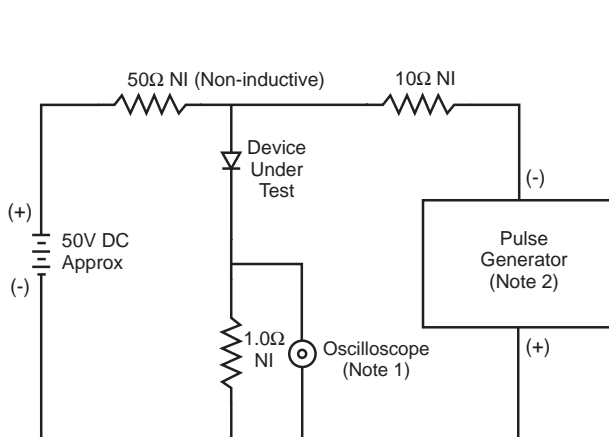 50Ω NI (Non-inductive)
10Ω NI
Device
Under
Test
(-)
(+)
50V DC
Approx
(-)
Pulse
Generator
(Note 2)
1.0Ω
NI
Oscilloscope
(Note 1)
(+)